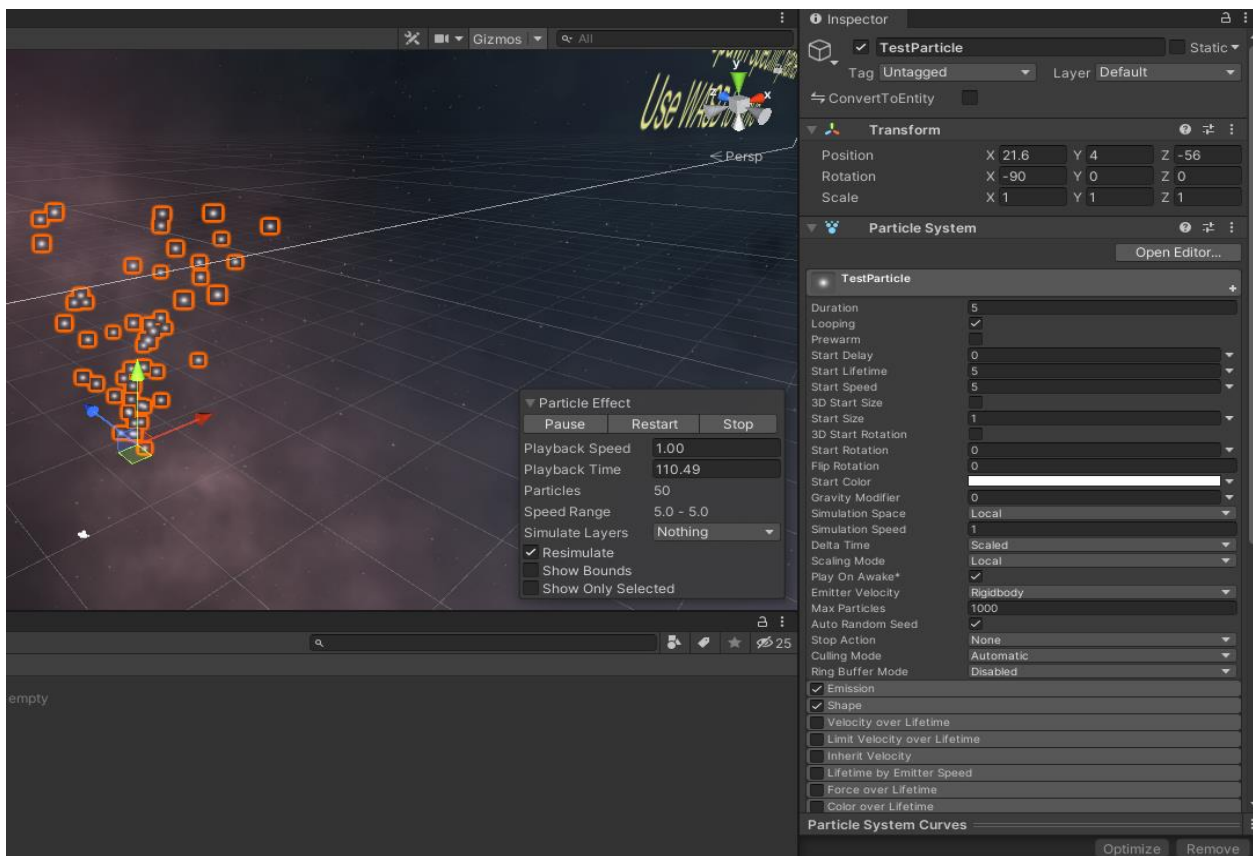 Inspector
Gizmos
All
TestParticle
Static
Tag Untagged Layer Default
ConvertToEntity
Use WASD to
y
x
Persp
Transform
Position X 21.6 Y 4 Z -56
Rotation X -90 Y 0 Z 0
Scale X 1 Y 1 Z 1
Particle System
Open Editor...
TestParticle
Duration 5
Looping
Prewarm
Start Delay 0
Start Lifetime 5
Start Speed 5
3D Start Size
Start Size 1
3D Start Rotation
Start Rotation 0
Flip Rotation 0
Start Color
Gravity Modifier 0
Simulation Space Local
Simulation Speed 1
Delta Time Scaled
Scaling Mode Local
Play On Awake*
Emitter Velocity Rigidbody
Max Particles 1000
Auto Random Seed
Stop Action None
Culling Mode Automatic
Ring Buffer Mode Disabled
Emission
Shape
Velocity over Lifetime
Limit Velocity over Lifetime
Inherit Velocity
Lifetime by Emitter Speed
Force over Lifetime
Color over Lifetime
Particle System Curves
Optimize Remove
Particle Effect
Pause Restart Stop
Playback Speed 1.00
Playback Time 110.49
Particles 50
Speed Range 5.0 - 5.0
Simulate Layers Nothing
Resimulate
Show Bounds
Show Only Selected
25
empty